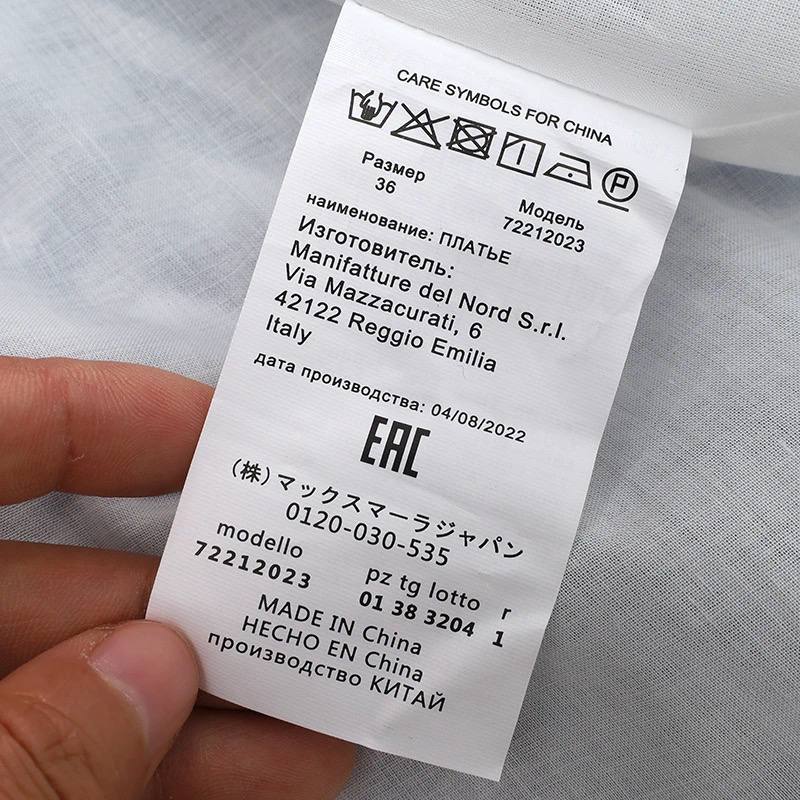 CARE SYMBOLS FOR CHINA
P
Размер
36
Модель
72212023
наименование: ПЛАТЬЕ
Изготовитель:
Manifatture del Nord S.r.l.
Via Mazzacurati, 6
42122 Reggio Emilia
Italy
дата производства: 04/08/2022
EAC
(株)マックスマーラジャパン
0120-030-535
modello
72212023
pz tg lotto r
01 38 3204 1
MADE IN China
HECHO EN China
производство КИТАЙ